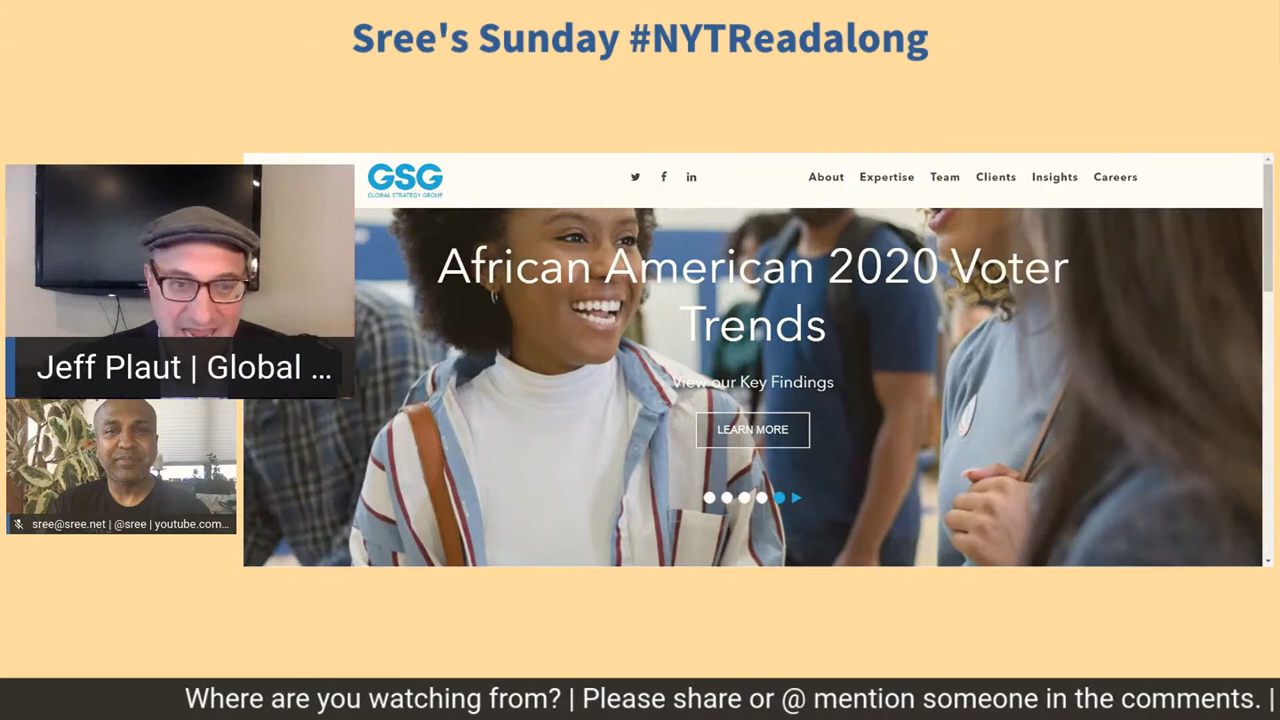 Sree's Sunday #NYTReadalong
GSG
GLOBAL STRATEGY GROUP
About Expertise Team Clients Insights Careers
African American 2020 Voter
Trends
View our Key Findings
LEARN MORE
Jeff Plaut | Global ...
sree@sree.net | @sree | youtube.com...
Where are you watching from? | Please share or @ mention someone in the comments. |